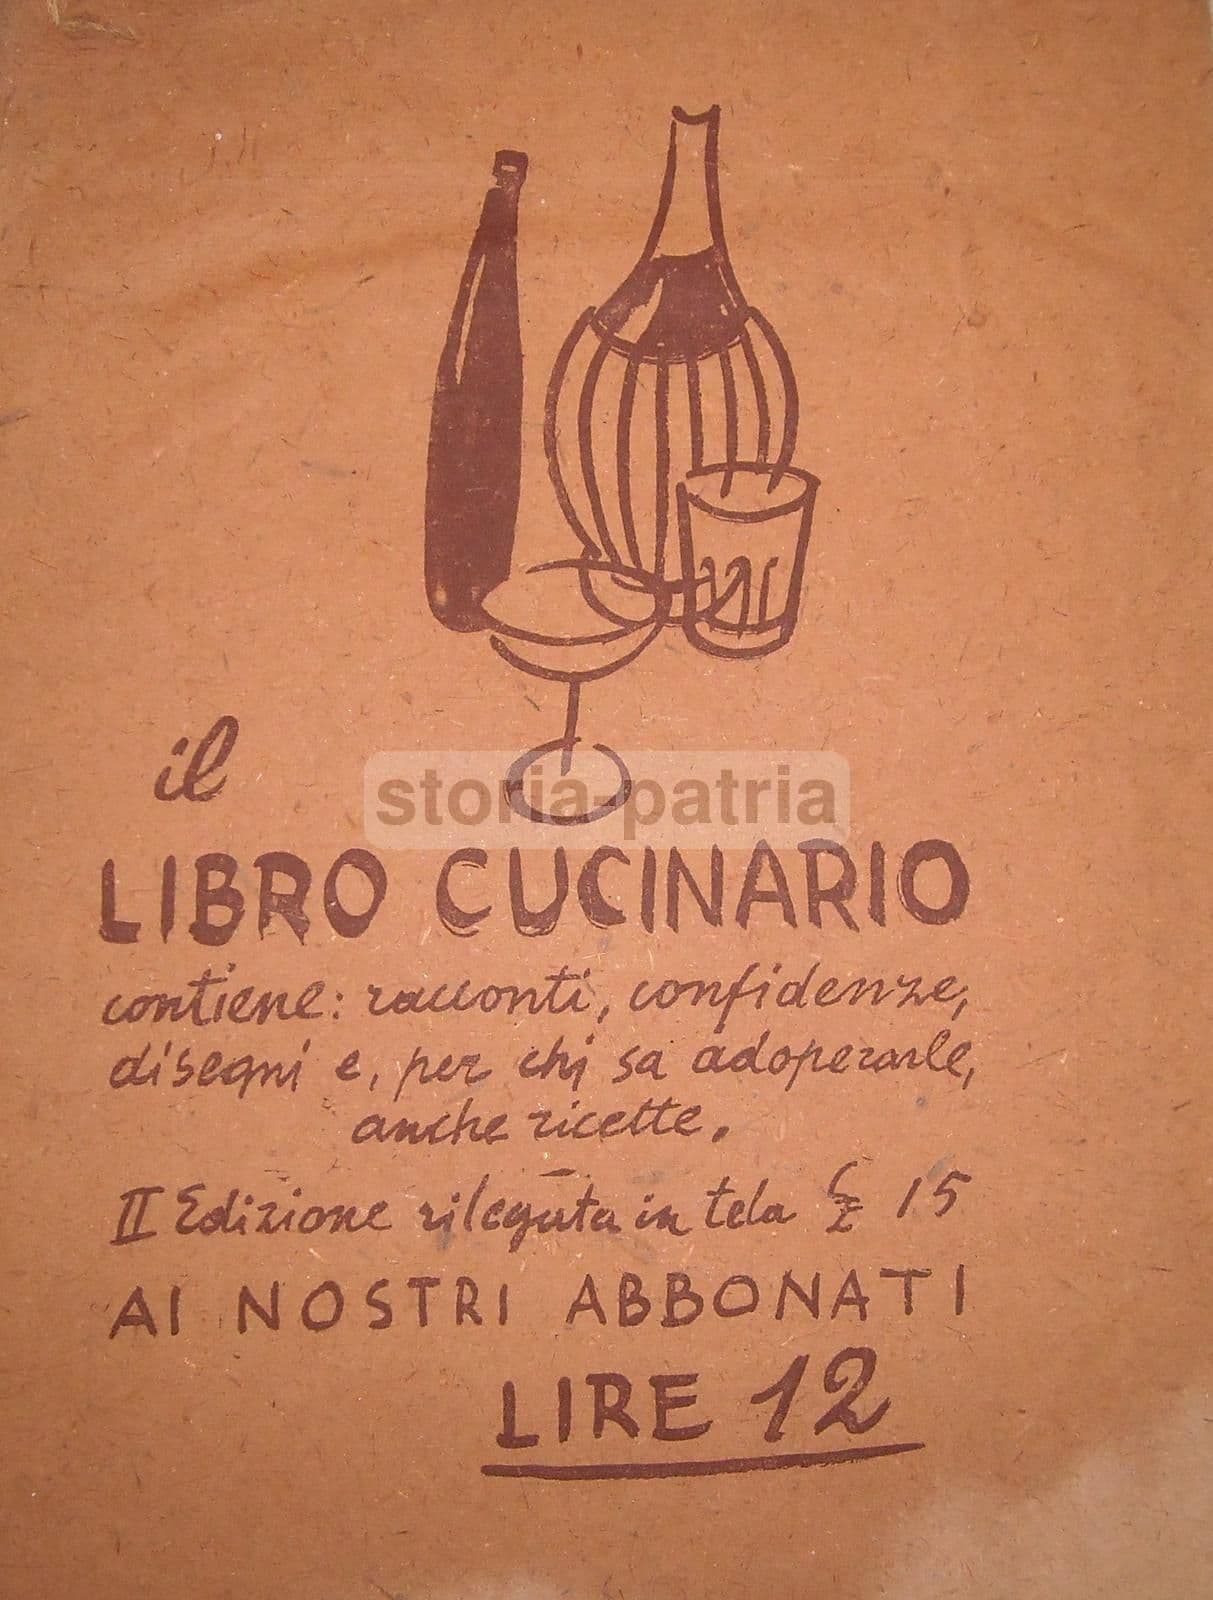 il
storia-patria
LIBRO CUCINARIO
contiene: racconti, confidenze,
disegni e, per chi sa adoperarle,
anche ricette.
II Edizione rilegata in tela £ 15
AI NOSTRI ABBONATI
LIRE 12